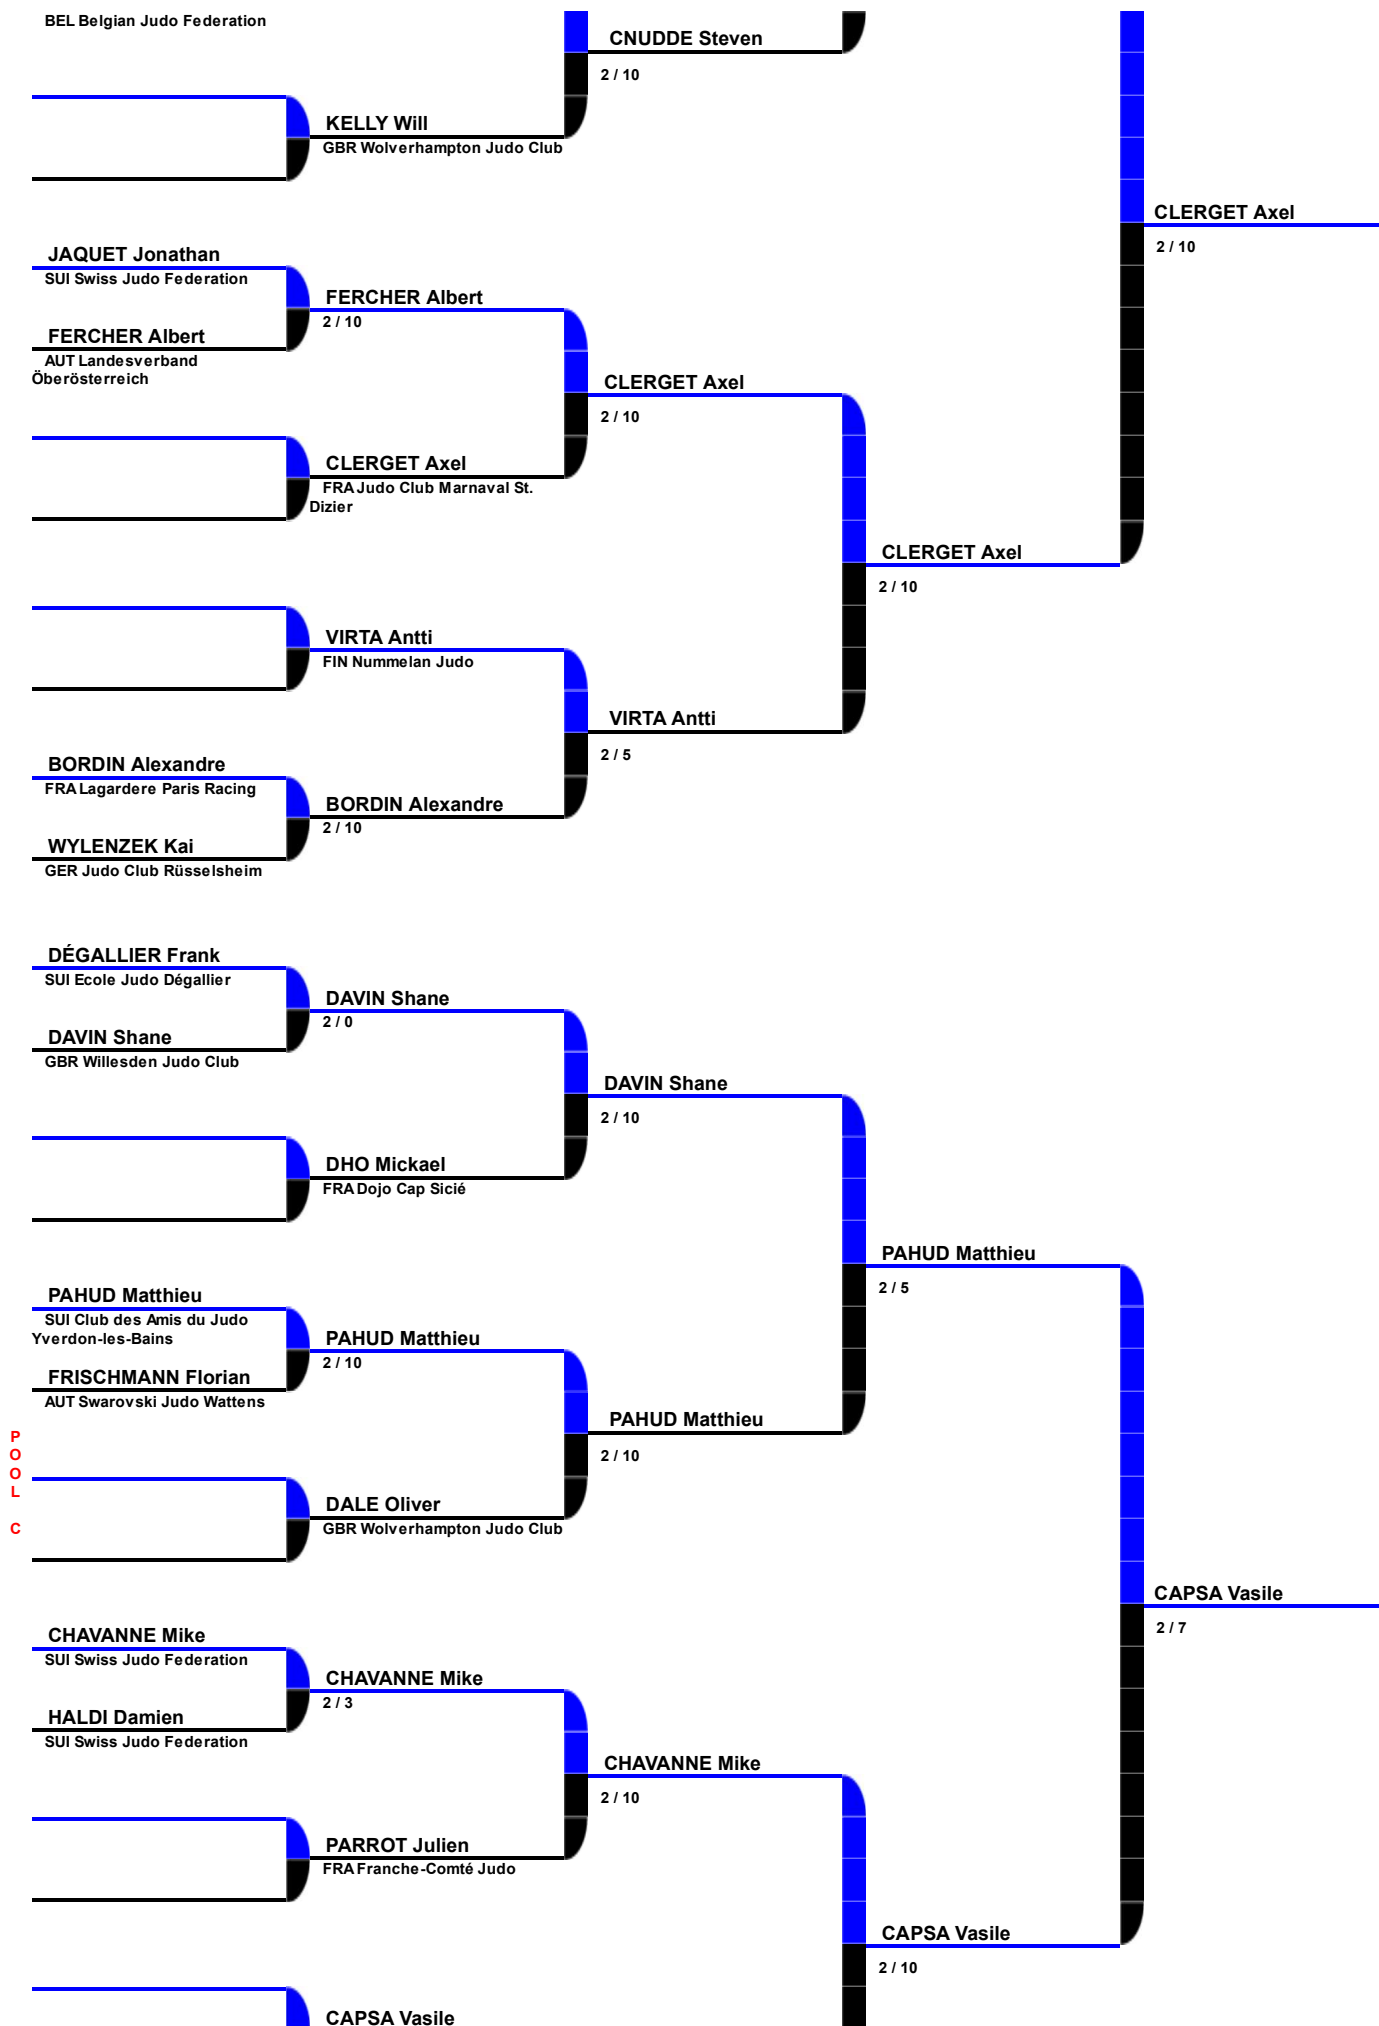 BEL Belgian Judo Federation
CNUDDE Steven
2 / 10
KELLY Will
GBR Wolverhampton Judo Club
CLERGET Axel
2 / 10
JAQUET Jonathan
SUI Swiss Judo Federation
FERCHER Albert
2 / 10
FERCHER Albert
AUT Landesverband
Öberösterreich
CLERGET Axel
2 / 10
CLERGET Axel
FRA Judo Club Marnaval St.
Dizier
CLERGET Axel
2 / 10
VIRTA Antti
FIN Nummelan Judo
VIRTA Antti
2 / 5
BORDIN Alexandre
FRA Lagardere Paris Racing
BORDIN Alexandre
2 / 10
WYLENZEK Kai
GER Judo Club Rüsselsheim
DÉGALLIER Frank
SUI Ecole Judo Dégallier
DAVIN Shane
2 / 0
DAVIN Shane
GBR Willesden Judo Club
DAVIN Shane
2 / 10
DHO Mickael
FRA Dojo Cap Sicié
PAHUD Matthieu
2 / 5
PAHUD Matthieu
SUI Club des Amis du Judo
Yverdon-les-Bains
PAHUD Matthieu
2 / 10
FRISCHMANN Florian
AUT Swarovski Judo Wattens
PAHUD Matthieu
2 / 10
P
O
O
L
C
DALE Oliver
GBR Wolverhampton Judo Club
CAPSA Vasile
2 / 7
CHAVANNE Mike
SUI Swiss Judo Federation
CHAVANNE Mike
2 / 3
HALDI Damien
SUI Swiss Judo Federation
CHAVANNE Mike
2 / 10
PARROT Julien
FRA Franche-Comté Judo
CAPSA Vasile
2 / 10
CAPSA Vasile